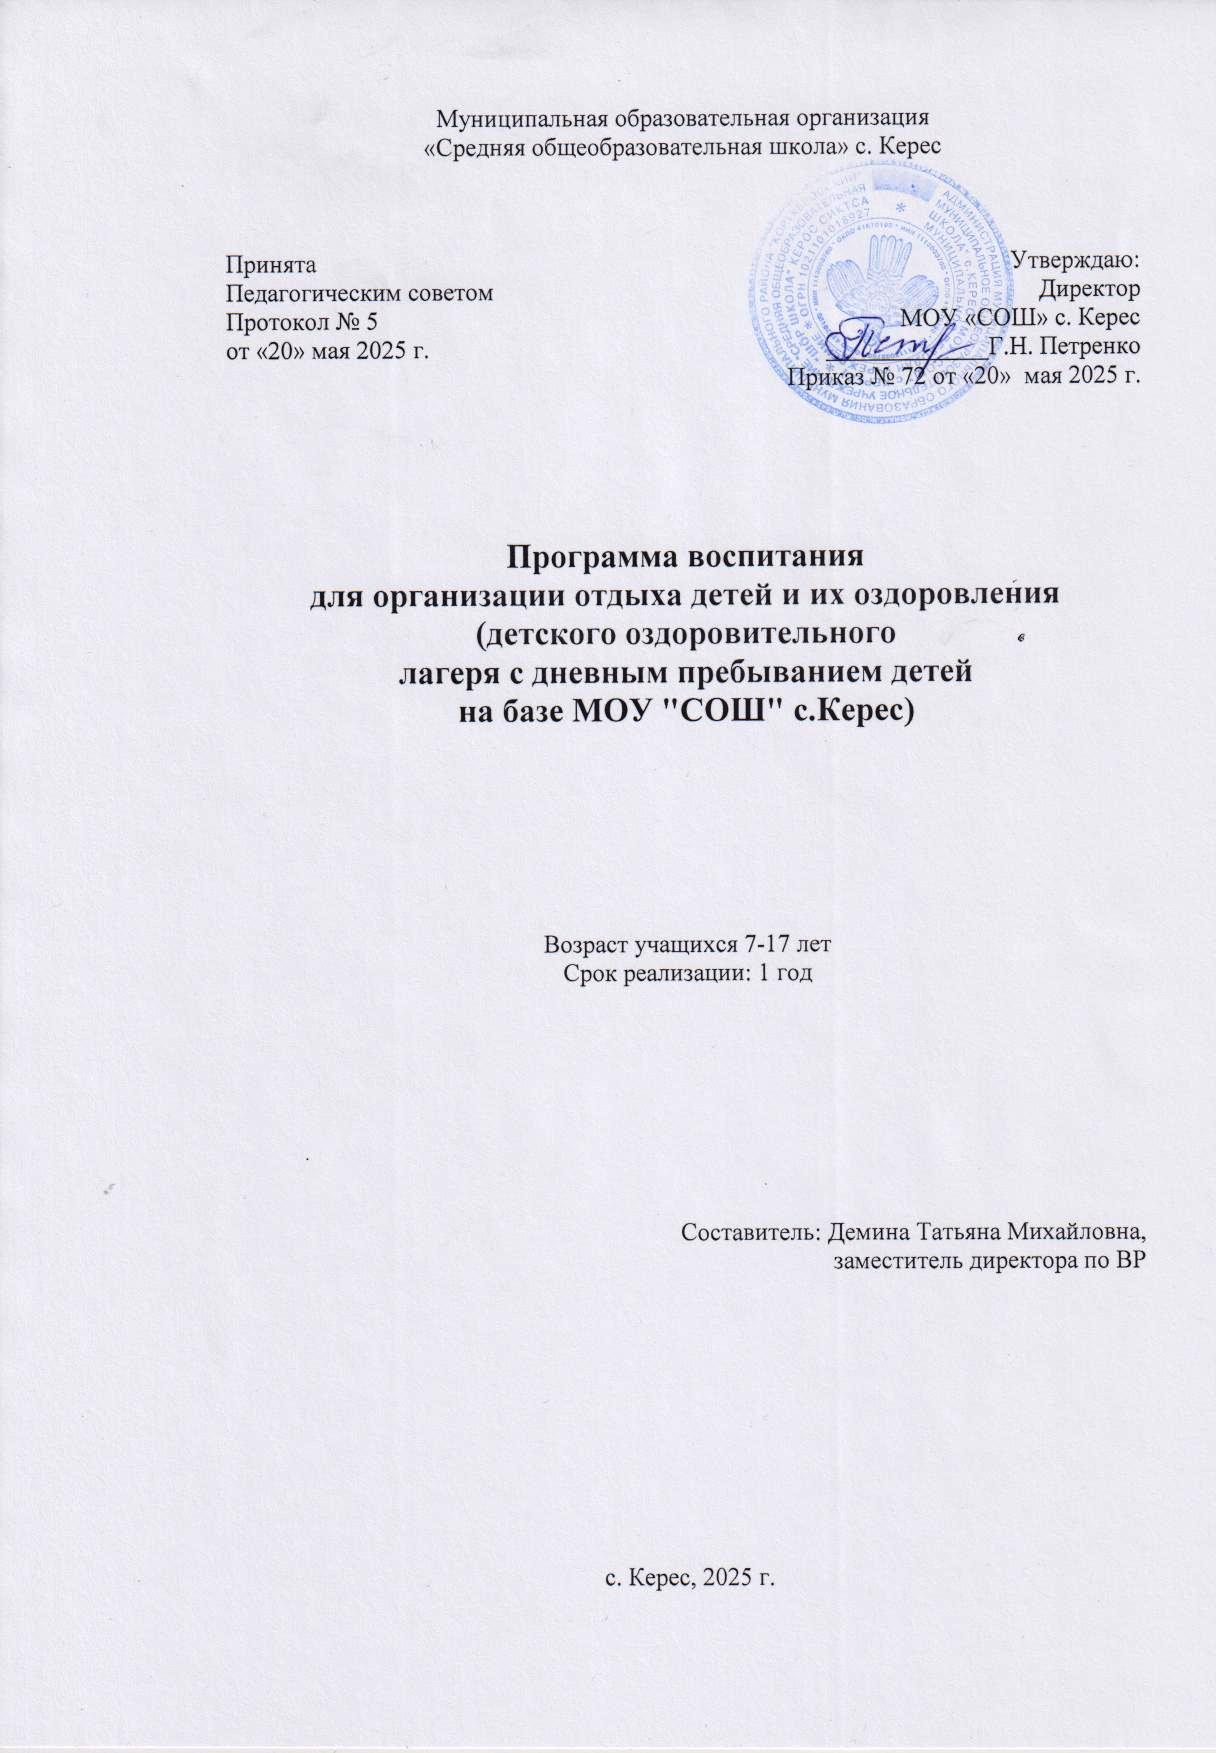 Муниципальная образовательная организация
«Средняя общеобразовательная школа» с. Керес
Принята
Педагогическим советом
Протокол № 5
от «20» мая 2025 г.
Утверждаю:
Директор
МОУ «СОШ» с. Керес
Г.Н. Петренко
Приказ № 72 от «20» мая 2025 г.
Программа воспитания
для организации отдыха детей и их оздоровления
(детского оздоровительного
лагеря с дневным пребыванием детей
на базе МОУ "СОШ" с.Керес)
Возраст учащихся 7-17 лет
Срок реализации: 1 год
Составитель: Демина Татьяна Михайловна,
заместитель директора по ВР
с. Керес, 2025 г.